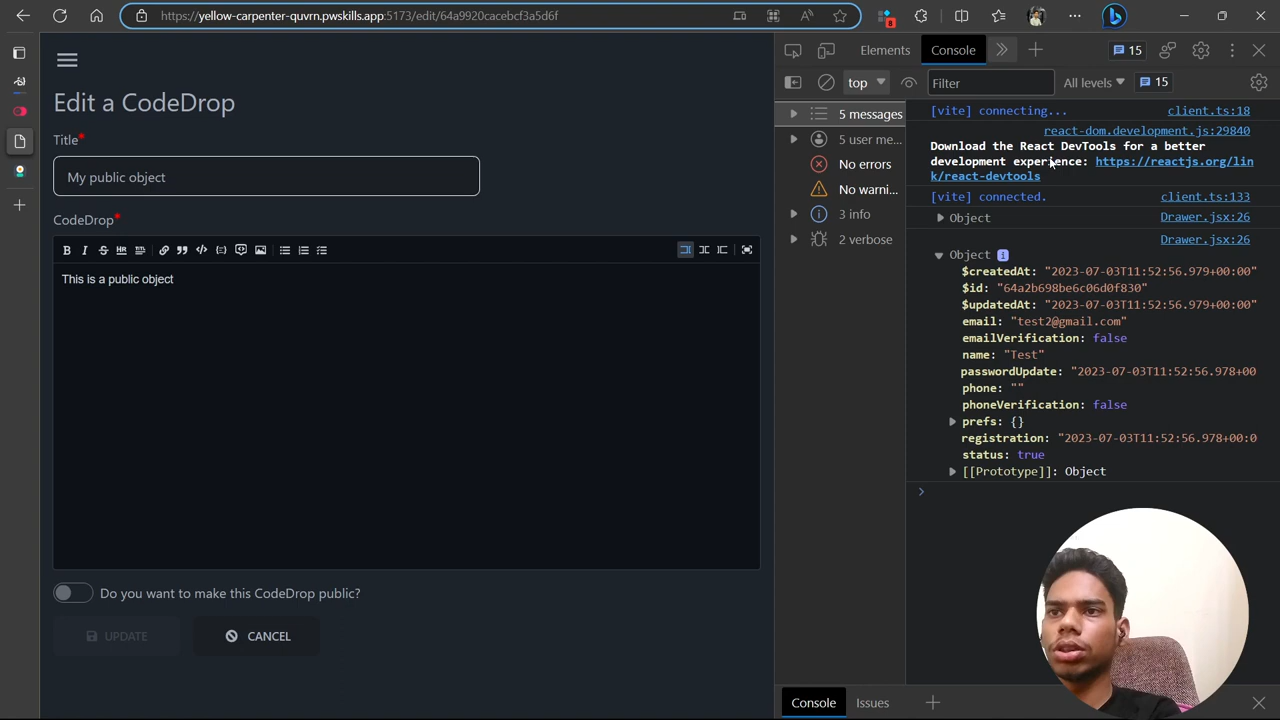 https://yellow-carpenter-quvrn.pwskills.app:5173/edit/64a9920cacebcf3a5d6f
8
Edit a CodeDrop
Title*
My public object
CodeDrop*
This is a public object
Do you want to make this CodeDrop public?
UPDATE
CANCEL
Elements
Console
15
top
Filter
All levels
15
5 messages
5 user me...
No errors
No warni...
3 info
2 verbose
[vite] connecting... client.ts:18
react-dom.development.js:29840
Download the React DevTools for a better
development experience: https://reactjs.org/lin
k/react-devtools
[vite] connected. client.ts:133
Object Drawer.jsx:26
Drawer.jsx:26
Object
$createdAt: "2023-07-03T11:52:56.979+00:00"
$id: "64a2b698be6c06d0f830"
$updatedAt: "2023-07-03T11:52:56.979+00:00"
email: "test2@gmail.com"
emailVerification: false
name: "Test"
passwordUpdate: "2023-07-03T11:52:56.978+00
phone: ""
phoneVerification: false
prefs: {}
registration: "2023-07-03T11:52:56.978+00:0
status: true
[[Prototype]]: Object
Console
Issues